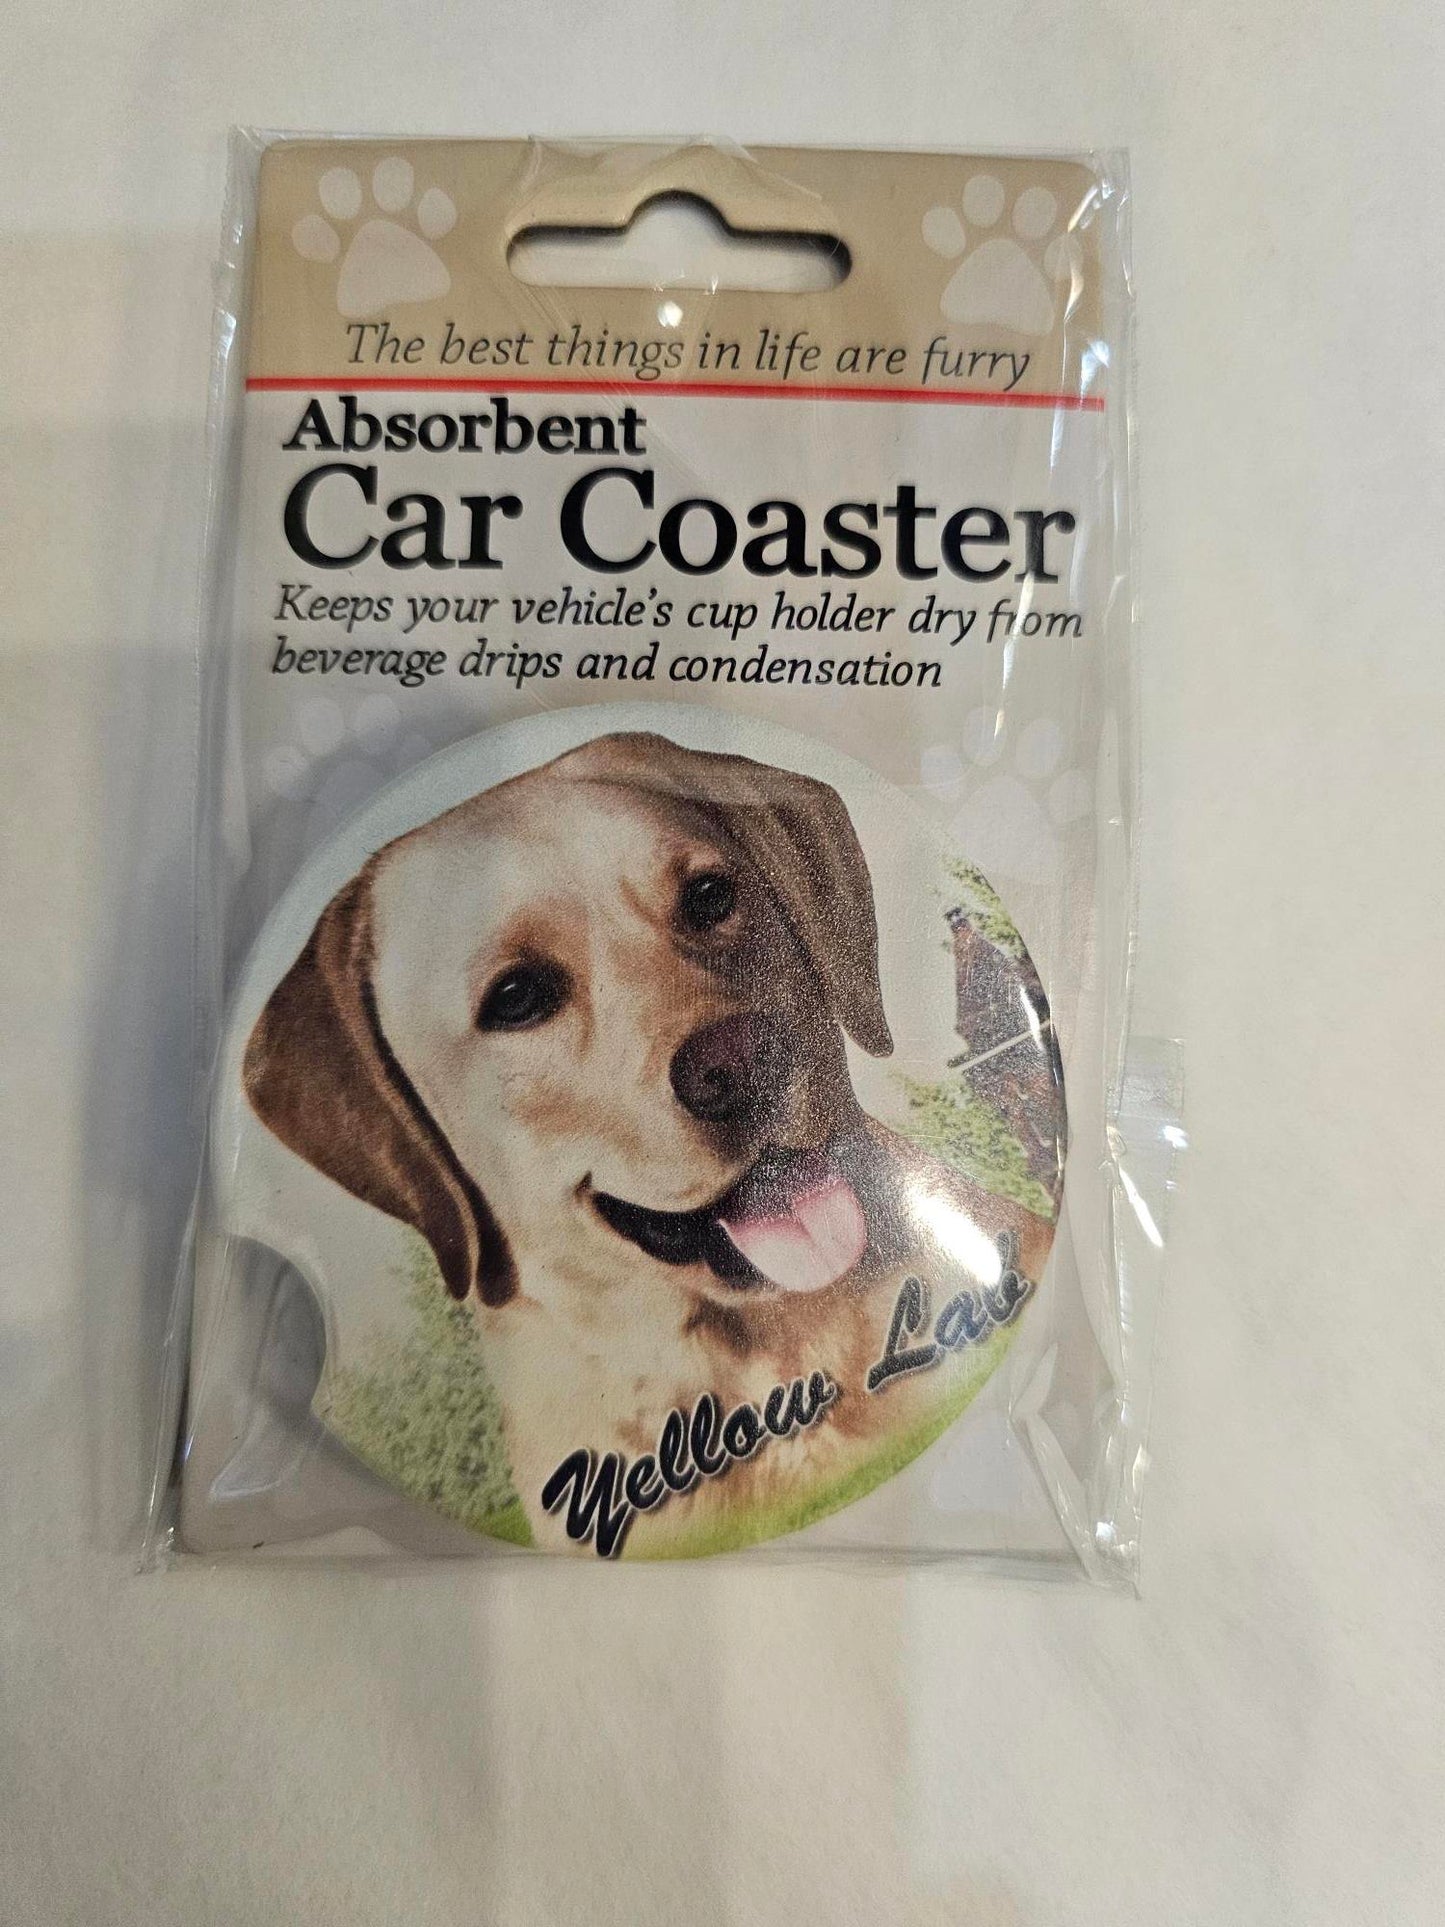 The best things in life are furry
Absorbent
Car Coaster
Keeps your vehicle's cup holder dry from
beverage drips and condensation
Yellow Lab